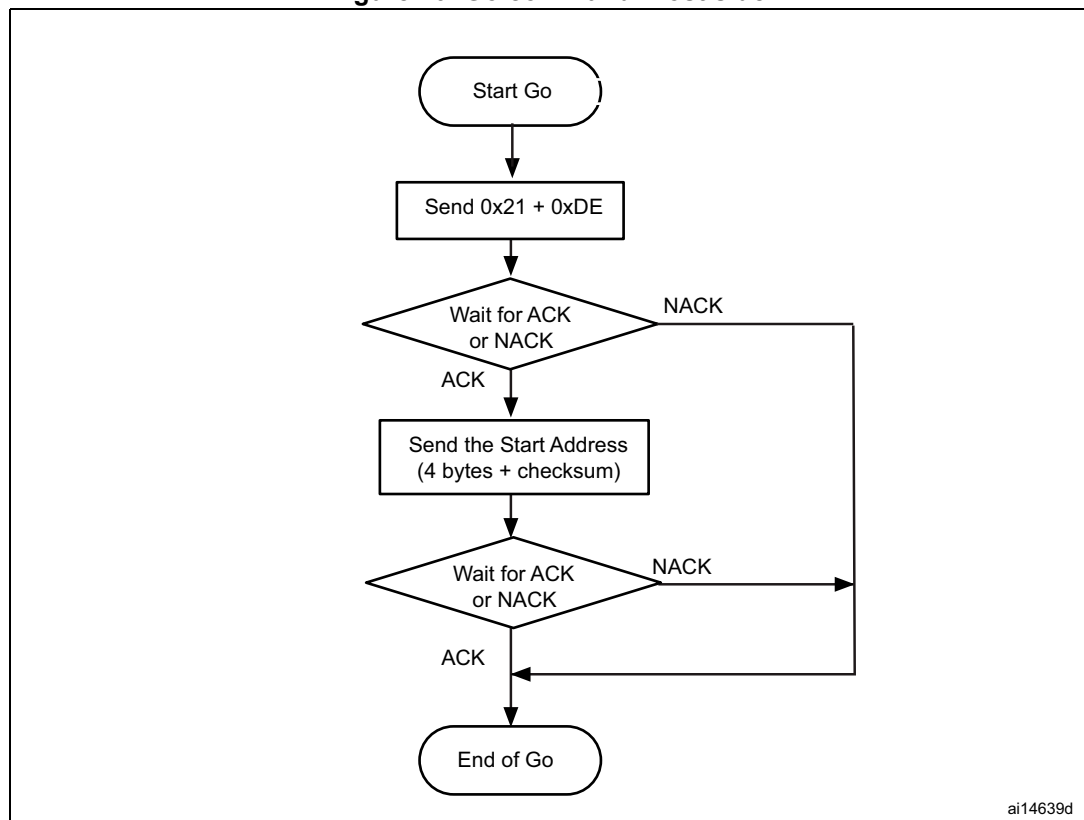 Start Go
Send 0x21 + 0xDE
Wait for ACK
or NACK
NACK
ACK
Send the Start Address
(4 bytes + checksum)
Wait for ACK
or NACK
NACK
ACK
End of Go
ai14639d